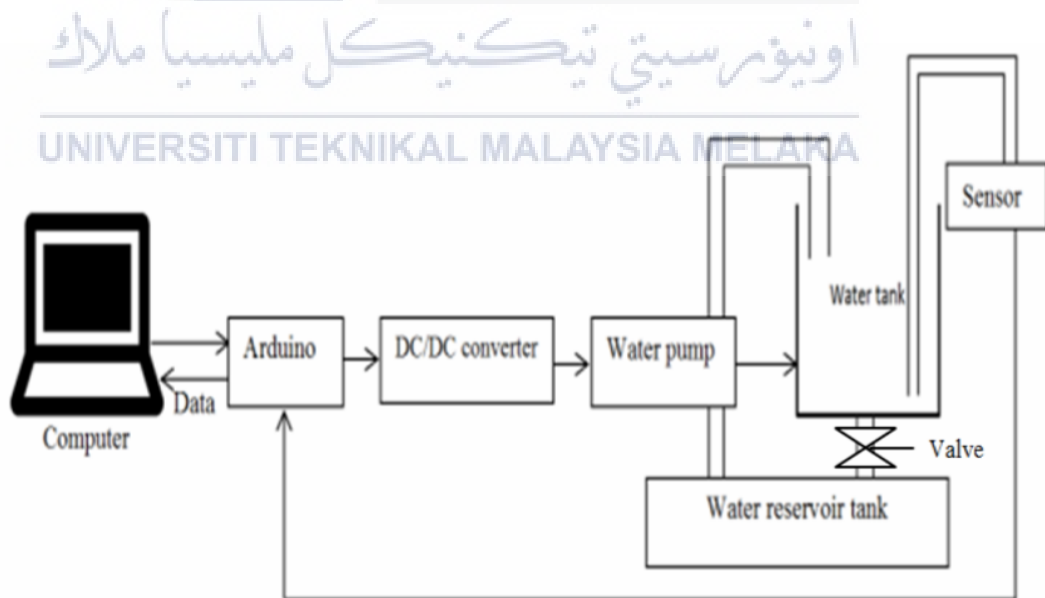 اونيۏرسيتي تيكنيكل مليسيا ملاك
UNIVERSITI TEKNIKAL MALAYSIA MELAKA
Sensor
Water tank
Arduino
DC/DC converter
Water pump
Data
Computer
Valve
Water reservoir tank